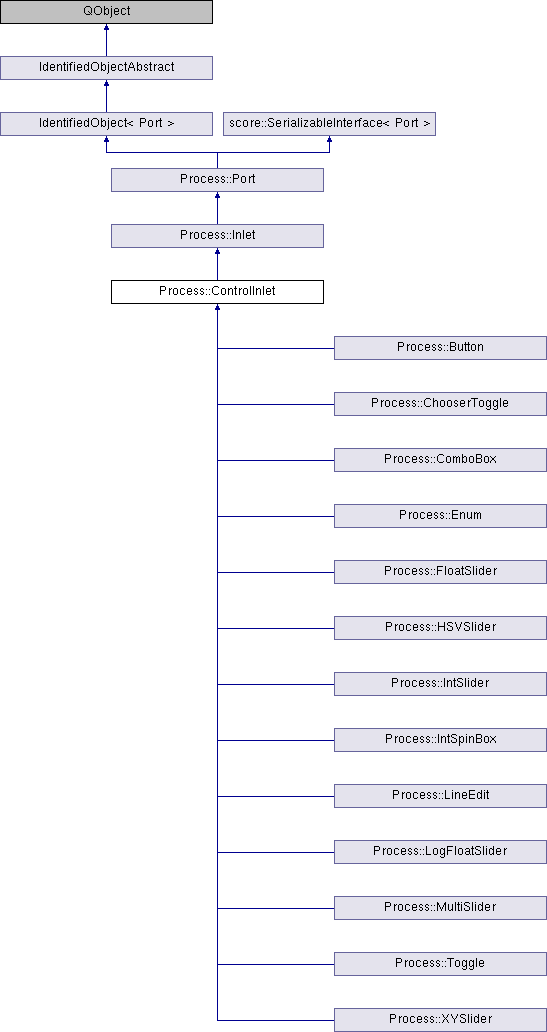 QObject
IdentifiedObjectAbstract
IdentifiedObject< Port >
score::SerializableInterface< Port >
Process::Port
Process::Inlet
Process::ControlInlet
Process::Button
Process::ChooserToggle
Process::ComboBox
Process::Enum
Process::FloatSlider
Process::HSVSlider
Process::IntSlider
Process::IntSpinBox
Process::LineEdit
Process::LogFloatSlider
Process::MultiSlider
Process::Toggle
Process::XYSlider